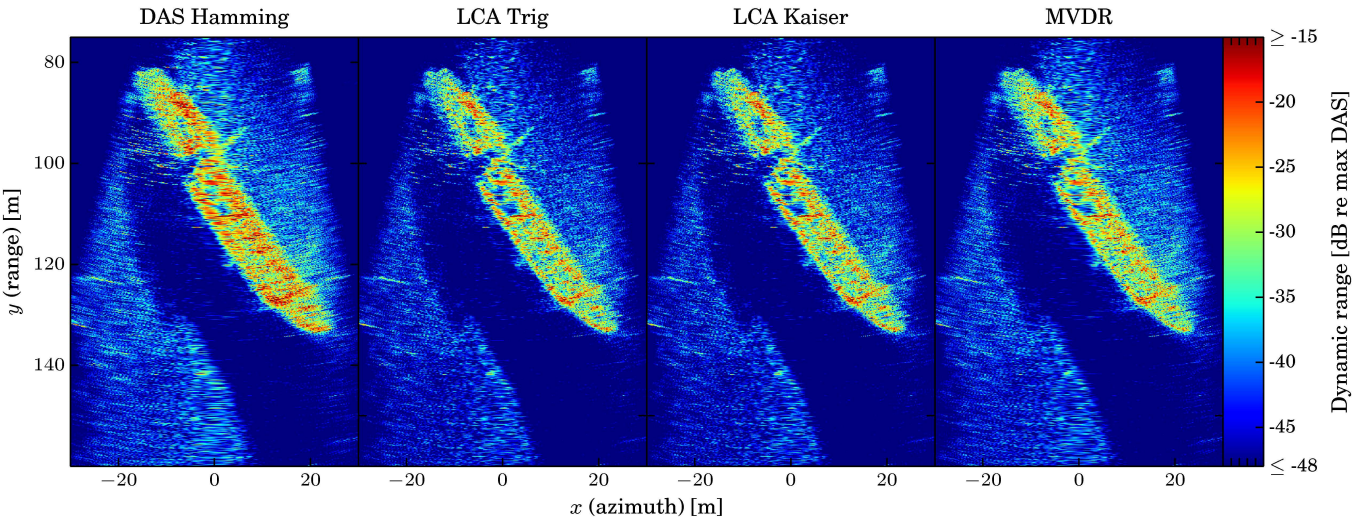 DAS Hamming LCA Trig LCA Kaiser MVDR
≥ -15
80
-20
-25
100
-30
120
-35
-40
140
-45
≤ -48
−20 0 20 −20 0 20 −20 0 20 −20 0 20
x (azimuth) [m]
y (range) [m]
Dynamic range [dB re max DAS]